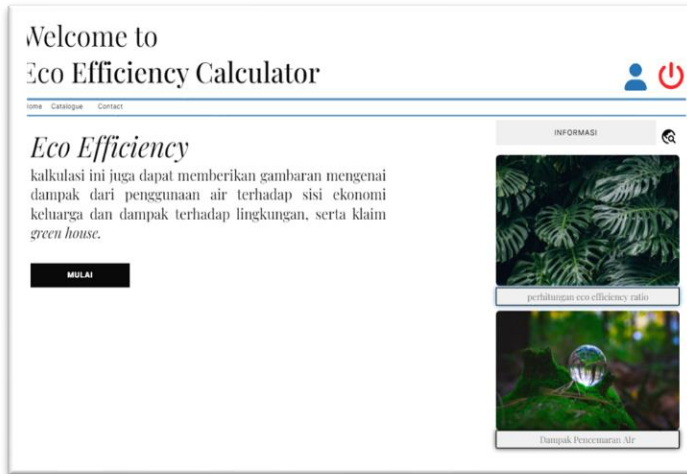 Welcome to
Eco Efficiency Calculator
Home Catalogue Contact
INFORMASI
Eco Efficiency
kalkulasi ini juga dapat memberikan gambaran mengenai
dampak dari penggunaan air terhadap sisi ekonomi
keluarga dan dampak terhadap lingkungan, serta klaim
green house.
MULAI
perhitungan eco efficiency ratio
Dampak Pencemaran AIr